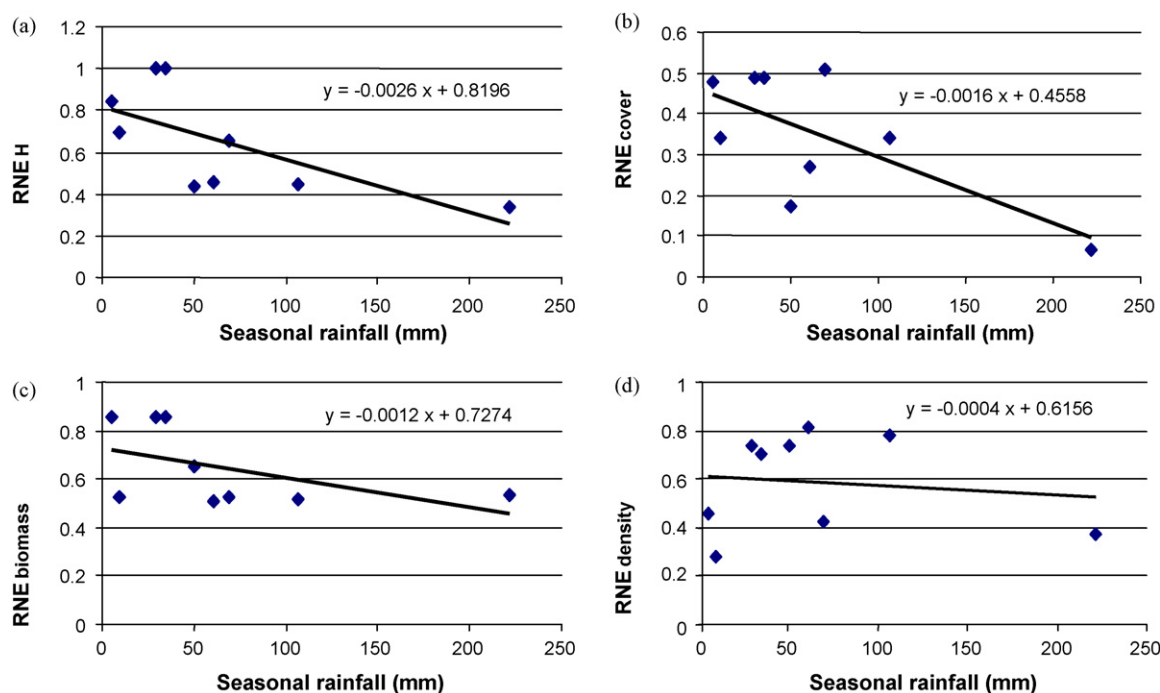 (a)
1.2
1
0.8
0.6
0.4
0.2
0
RNE H
y = -0.0026 x + 0.8196
0 50 100 150 200 250
Seasonal rainfall (mm)
(b)
0.6
0.5
0.4
0.3
0.2
0.1
0
RNE cover
y = -0.0016 x + 0.4558
0 50 100 150 200 250
Seasonal rainfall (mm)
(c)
1
0.8
0.6
0.4
0.2
0
RNE biomass
y = -0.0012 x + 0.7274
0 50 100 150 200 250
Seasonal rainfall (mm)
(d)
1
0.8
0.6
0.4
0.2
0
RNE density
y = -0.0004 x + 0.6156
0 50 100 150 200 250
Seasonal rainfall (mm)